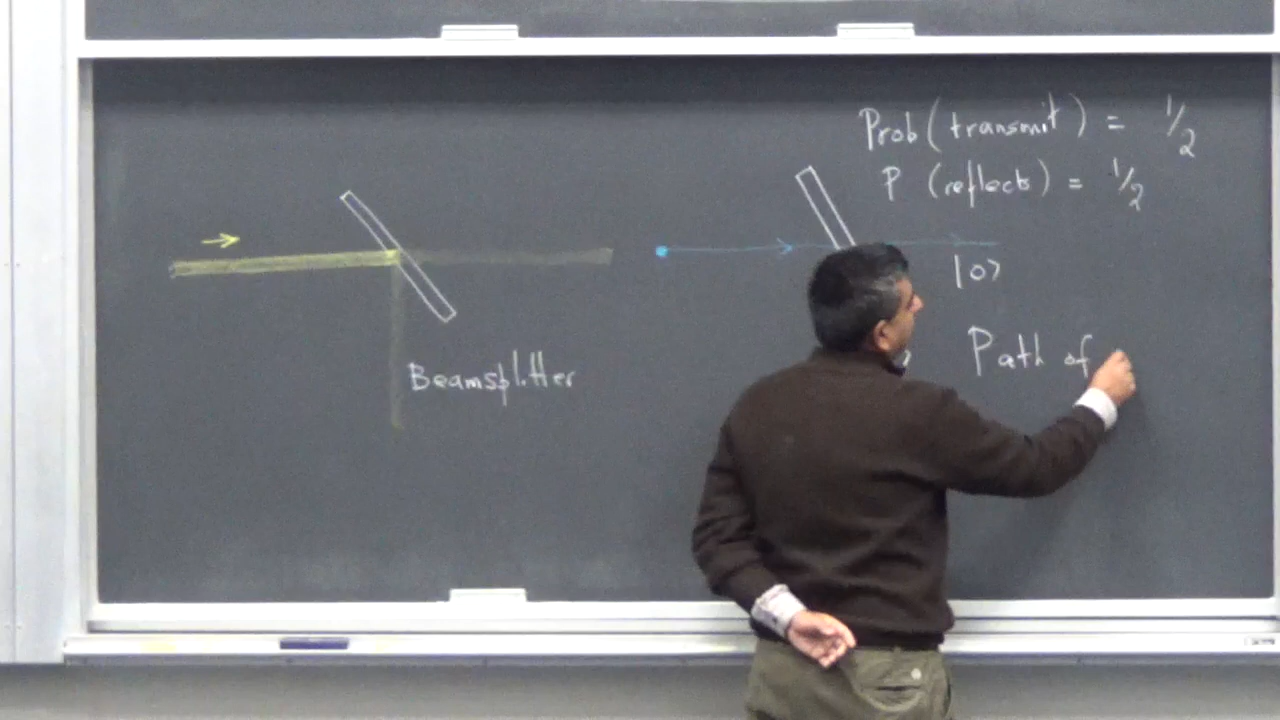 Prob(transmit) = 1/2
P (reflects) = 1/2
|0>
Beamsplitter
Path of